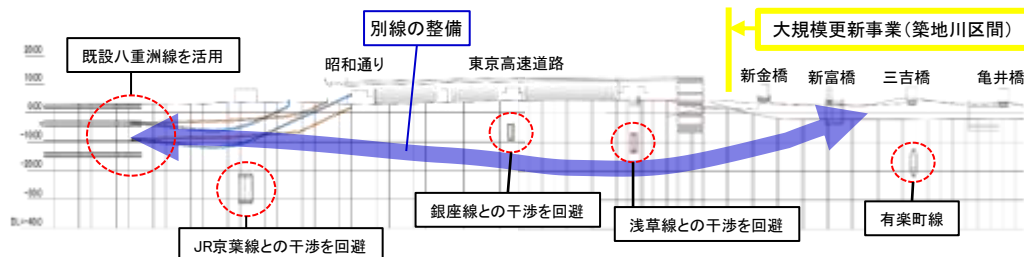 別線の整備
大規模更新事業(築地川区間)
既設八重洲線を活用
昭和通り
東京高速道路
新金橋
新富橋
三吉橋
亀井橋
銀座線との干渉を回避
浅草線との干渉を回避
有楽町線
JR京葉線との干渉を回避